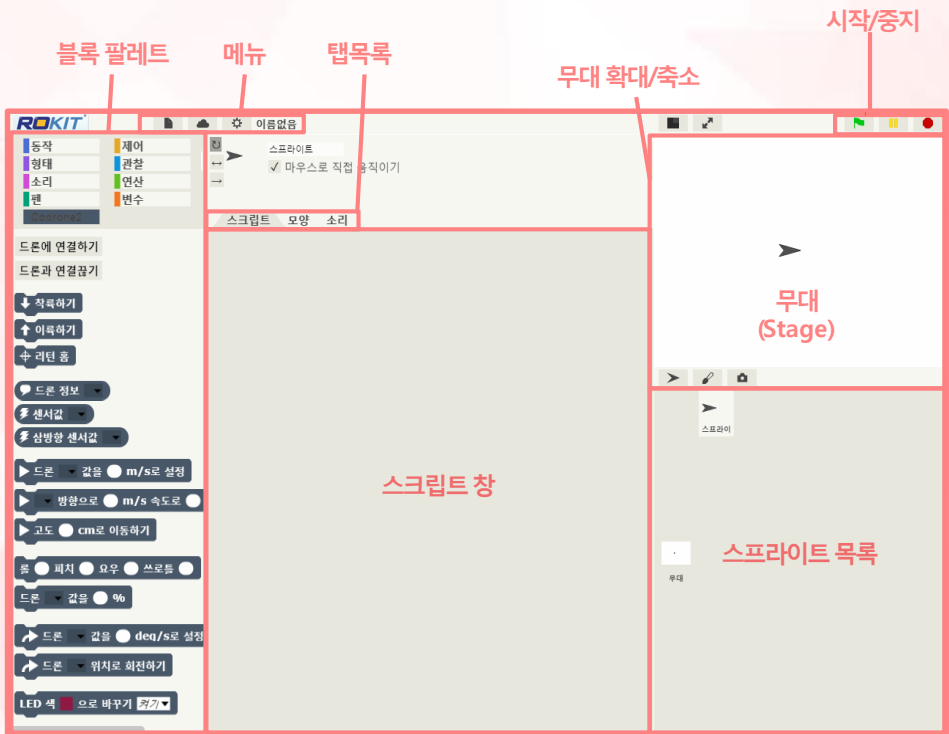 시작/중지
블록 팔레트
메뉴
탭목록
무대 확대/축소
ROKIT
이름없음
동작
제어
형태
관찰
소리
연산
펜
변수
스프라이트
마우스로 직접 움직이기
스크립트 모양 소리
드론에 연결하기
드론과 연결끊기
착륙하기
이륙하기
리턴 홈
드론 정보
센서값
삼방향 센서값
드론 값을 m/s로 설정
방향으로 m/s 속도로
고도 cm로 이동하기
롤 피치 요우 쓰로틀
드론 값을 %
드론 값을 deg/s로 설정
드론 위치로 회전하기
LED 색 으로 바꾸기 켜기
스크립트 창
무대
(Stage)
스프라이
스프라이트 목록
무대